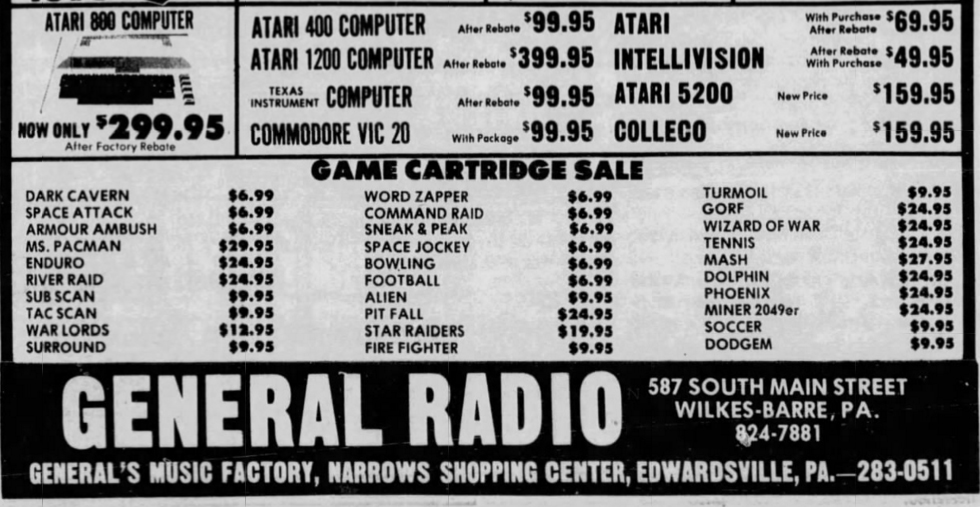 ATARI 800 COMPUTER
NOW ONLY $299.95
After Factory Rebate
ATARI 400 COMPUTER After Rebate $99.95
ATARI 1200 COMPUTER After Rebate $399.95
TEXAS INSTRUMENT COMPUTER After Rebate $99.95
COMMODORE VIC 20 With Package $99.95
ATARI With Purchase After Rebate $69.95
INTELLIVISION After Rebate With Purchase $49.95
ATARI 5200 New Price $159.95
COLLECO New Price $159.95
GAME CARTRIDGE SALE
DARK CAVERN $6.99
SPACE ATTACK $6.99
ARMOUR AMBUSH $6.99
MS. PACMAN $29.95
ENDURO $24.95
RIVER RAID $24.95
SUB SCAN $9.95
TAC SCAN $9.95
WAR LORDS $12.95
SURROUND $9.95
WORD ZAPPER $6.99
COMMAND RAID $6.99
SNEAK & PEAK $6.99
SPACE JOCKEY $6.99
BOWLING $6.99
FOOTBALL $6.99
ALIEN $9.95
PIT FALL $24.95
STAR RAIDERS $19.95
FIRE FIGHTER $9.95
TURMOIL $9.95
GORF $24.95
WIZARD OF WAR $24.95
TENNIS $24.95
MASH $27.95
DOLPHIN $24.95
PHOENIX $24.95
MINER 2049er $24.95
SOCCER $9.95
DODGEM $9.95
GENERAL RADIO
587 SOUTH MAIN STREET
WILKES-BARRE, PA.
824-7881
GENERAL'S MUSIC FACTORY, NARROWS SHOPPING CENTER, EDWARDSVILLE, PA.—283-0511